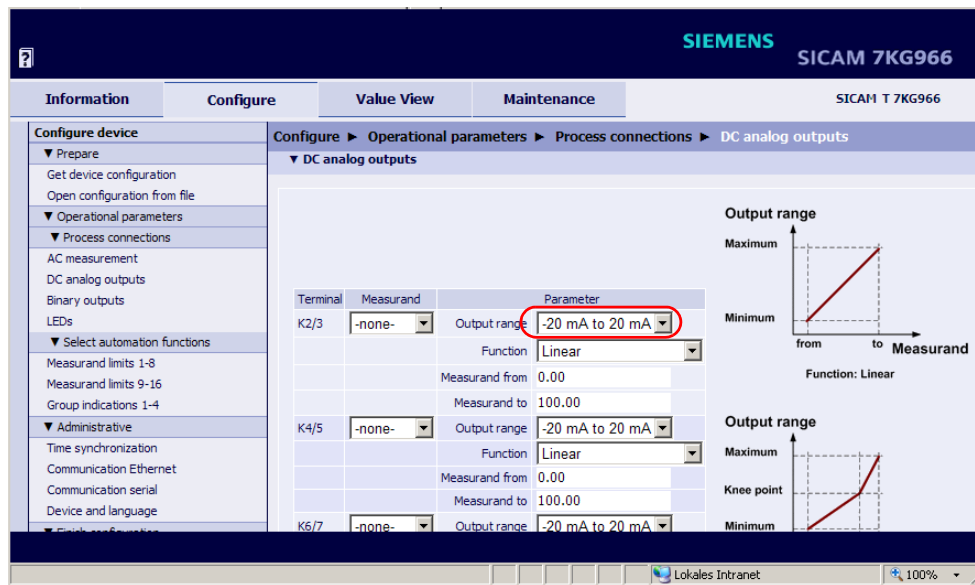 SIEMENS
SICAM 7KG966
?
Information Configure Value View Maintenance SICAM T 7KG966
Configure device
▼ Prepare
Get device configuration
Open configuration from file
▼ Operational parameters
▼ Process connections
AC measurement
DC analog outputs
Binary outputs
LEDs
▼ Select automation functions
Measurand limits 1-8
Measurand limits 9-16
Group indications 1-4
▼ Administrative
Time synchronization
Communication Ethernet
Communication serial
Device and language
▼ Finish configuration
Configure ► Operational parameters ► Process connections ► DC analog outputs
▼ DC analog outputs
Terminal Measurand Parameter
K2/3 -none- Output range -20 mA to 20 mA
Function Linear
Measurand from 0.00
Measurand to 100.00
K4/5 -none- Output range -20 mA to 20 mA
Function Linear
Measurand from 0.00
Measurand to 100.00
K6/7 -none- Output range -20 mA to 20 mA
Output range
Maximum
Minimum
from to Measurand
Function: Linear
Output range
Maximum
Knee point
Minimum
Lokales Intranet 100%